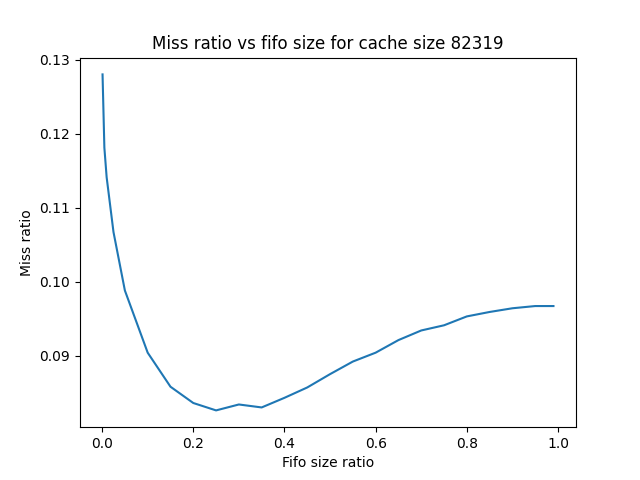 Miss ratio vs fifo size for cache size 82319
0.13
0.12
0.11
0.10
0.09
Miss ratio
0.0 0.2 0.4 0.6 0.8 1.0
Fifo size ratio